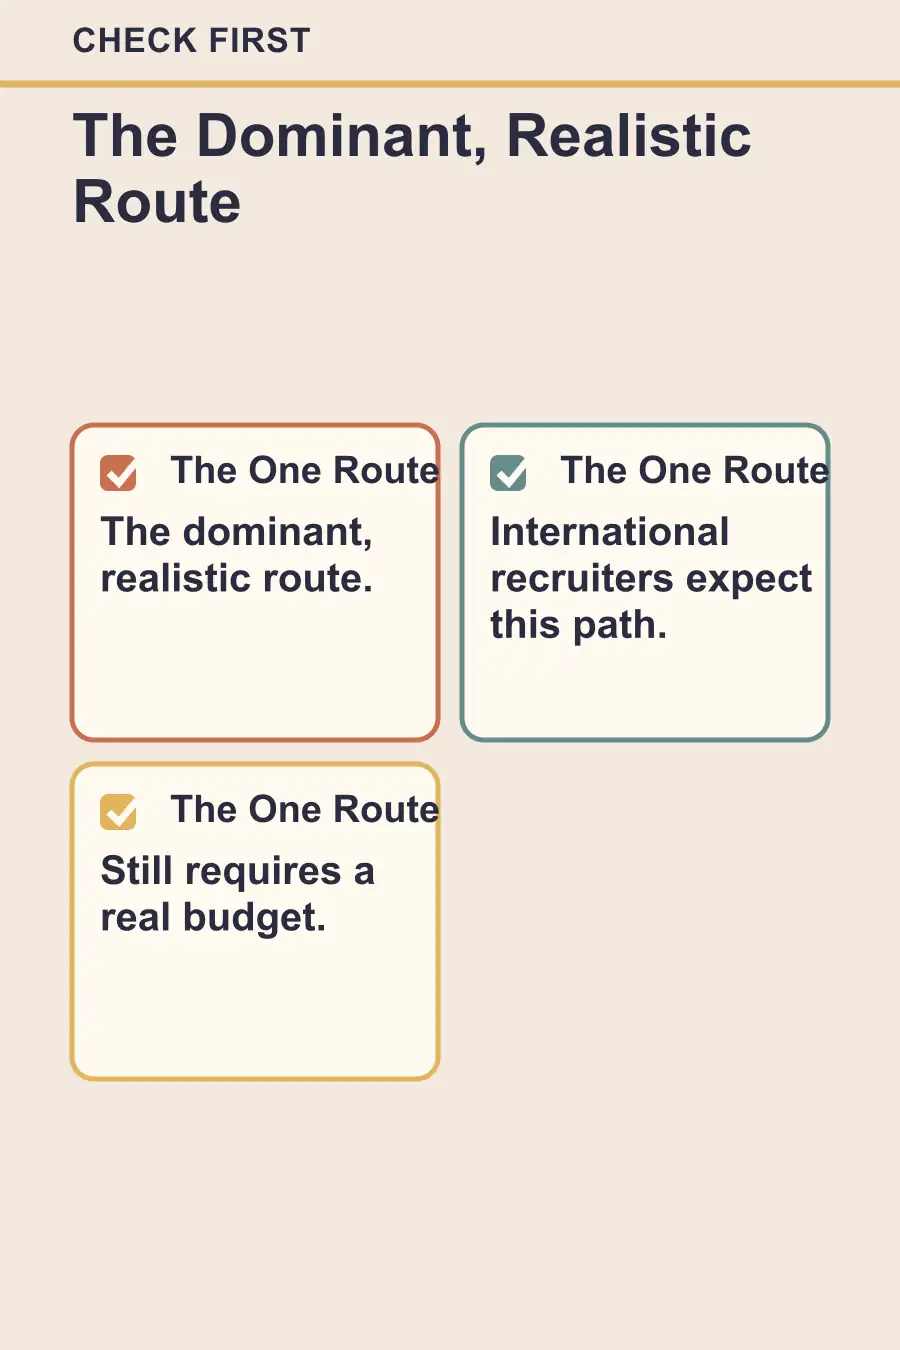 CHECK FIRST
The Dominant, Realistic
Route
The One Route
The dominant,
realistic route.
The One Route
International
recruiters expect
this path.
The One Route
Still requires a
real budget.